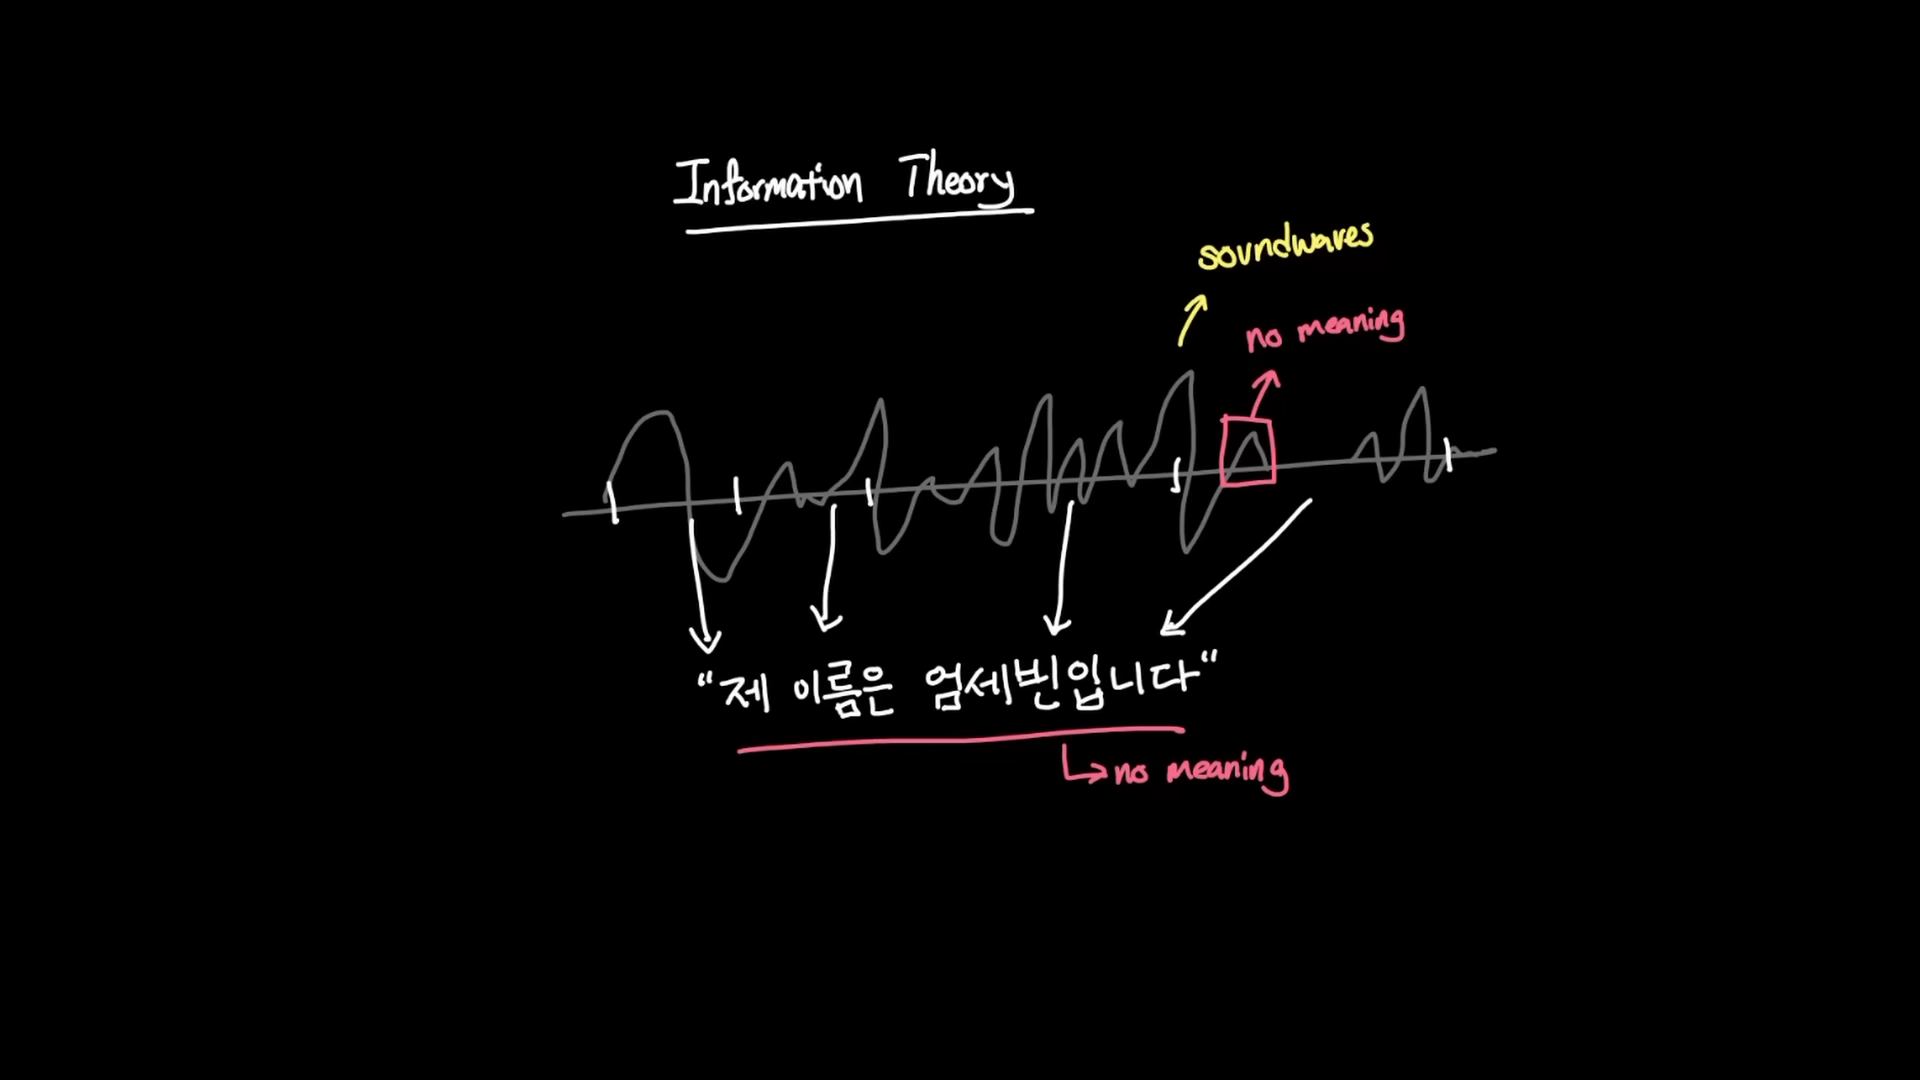 Information Theory
soundwaves
no meaning
"제 이름은 엄세빈입니다"
no meaning